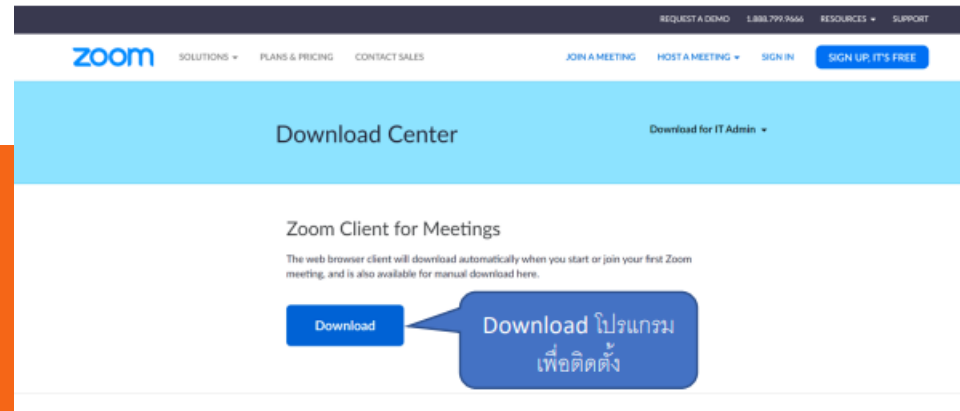 REQUEST A DEMO 1.888.799.9666 RESOURCES SUPPORT
zoom SOLUTIONS PLANS & PRICING CONTACT SALES JOIN A MEETING HOST A MEETING SIGN IN SIGN UP, IT'S FREE
Download Center Download for IT Admin
Zoom Client for Meetings
The web browser client will download automatically when you start or join your first Zoom
meeting, and is also available for manual download here.
Download
Download โปรแกรม
เพื่อติดตั้ง